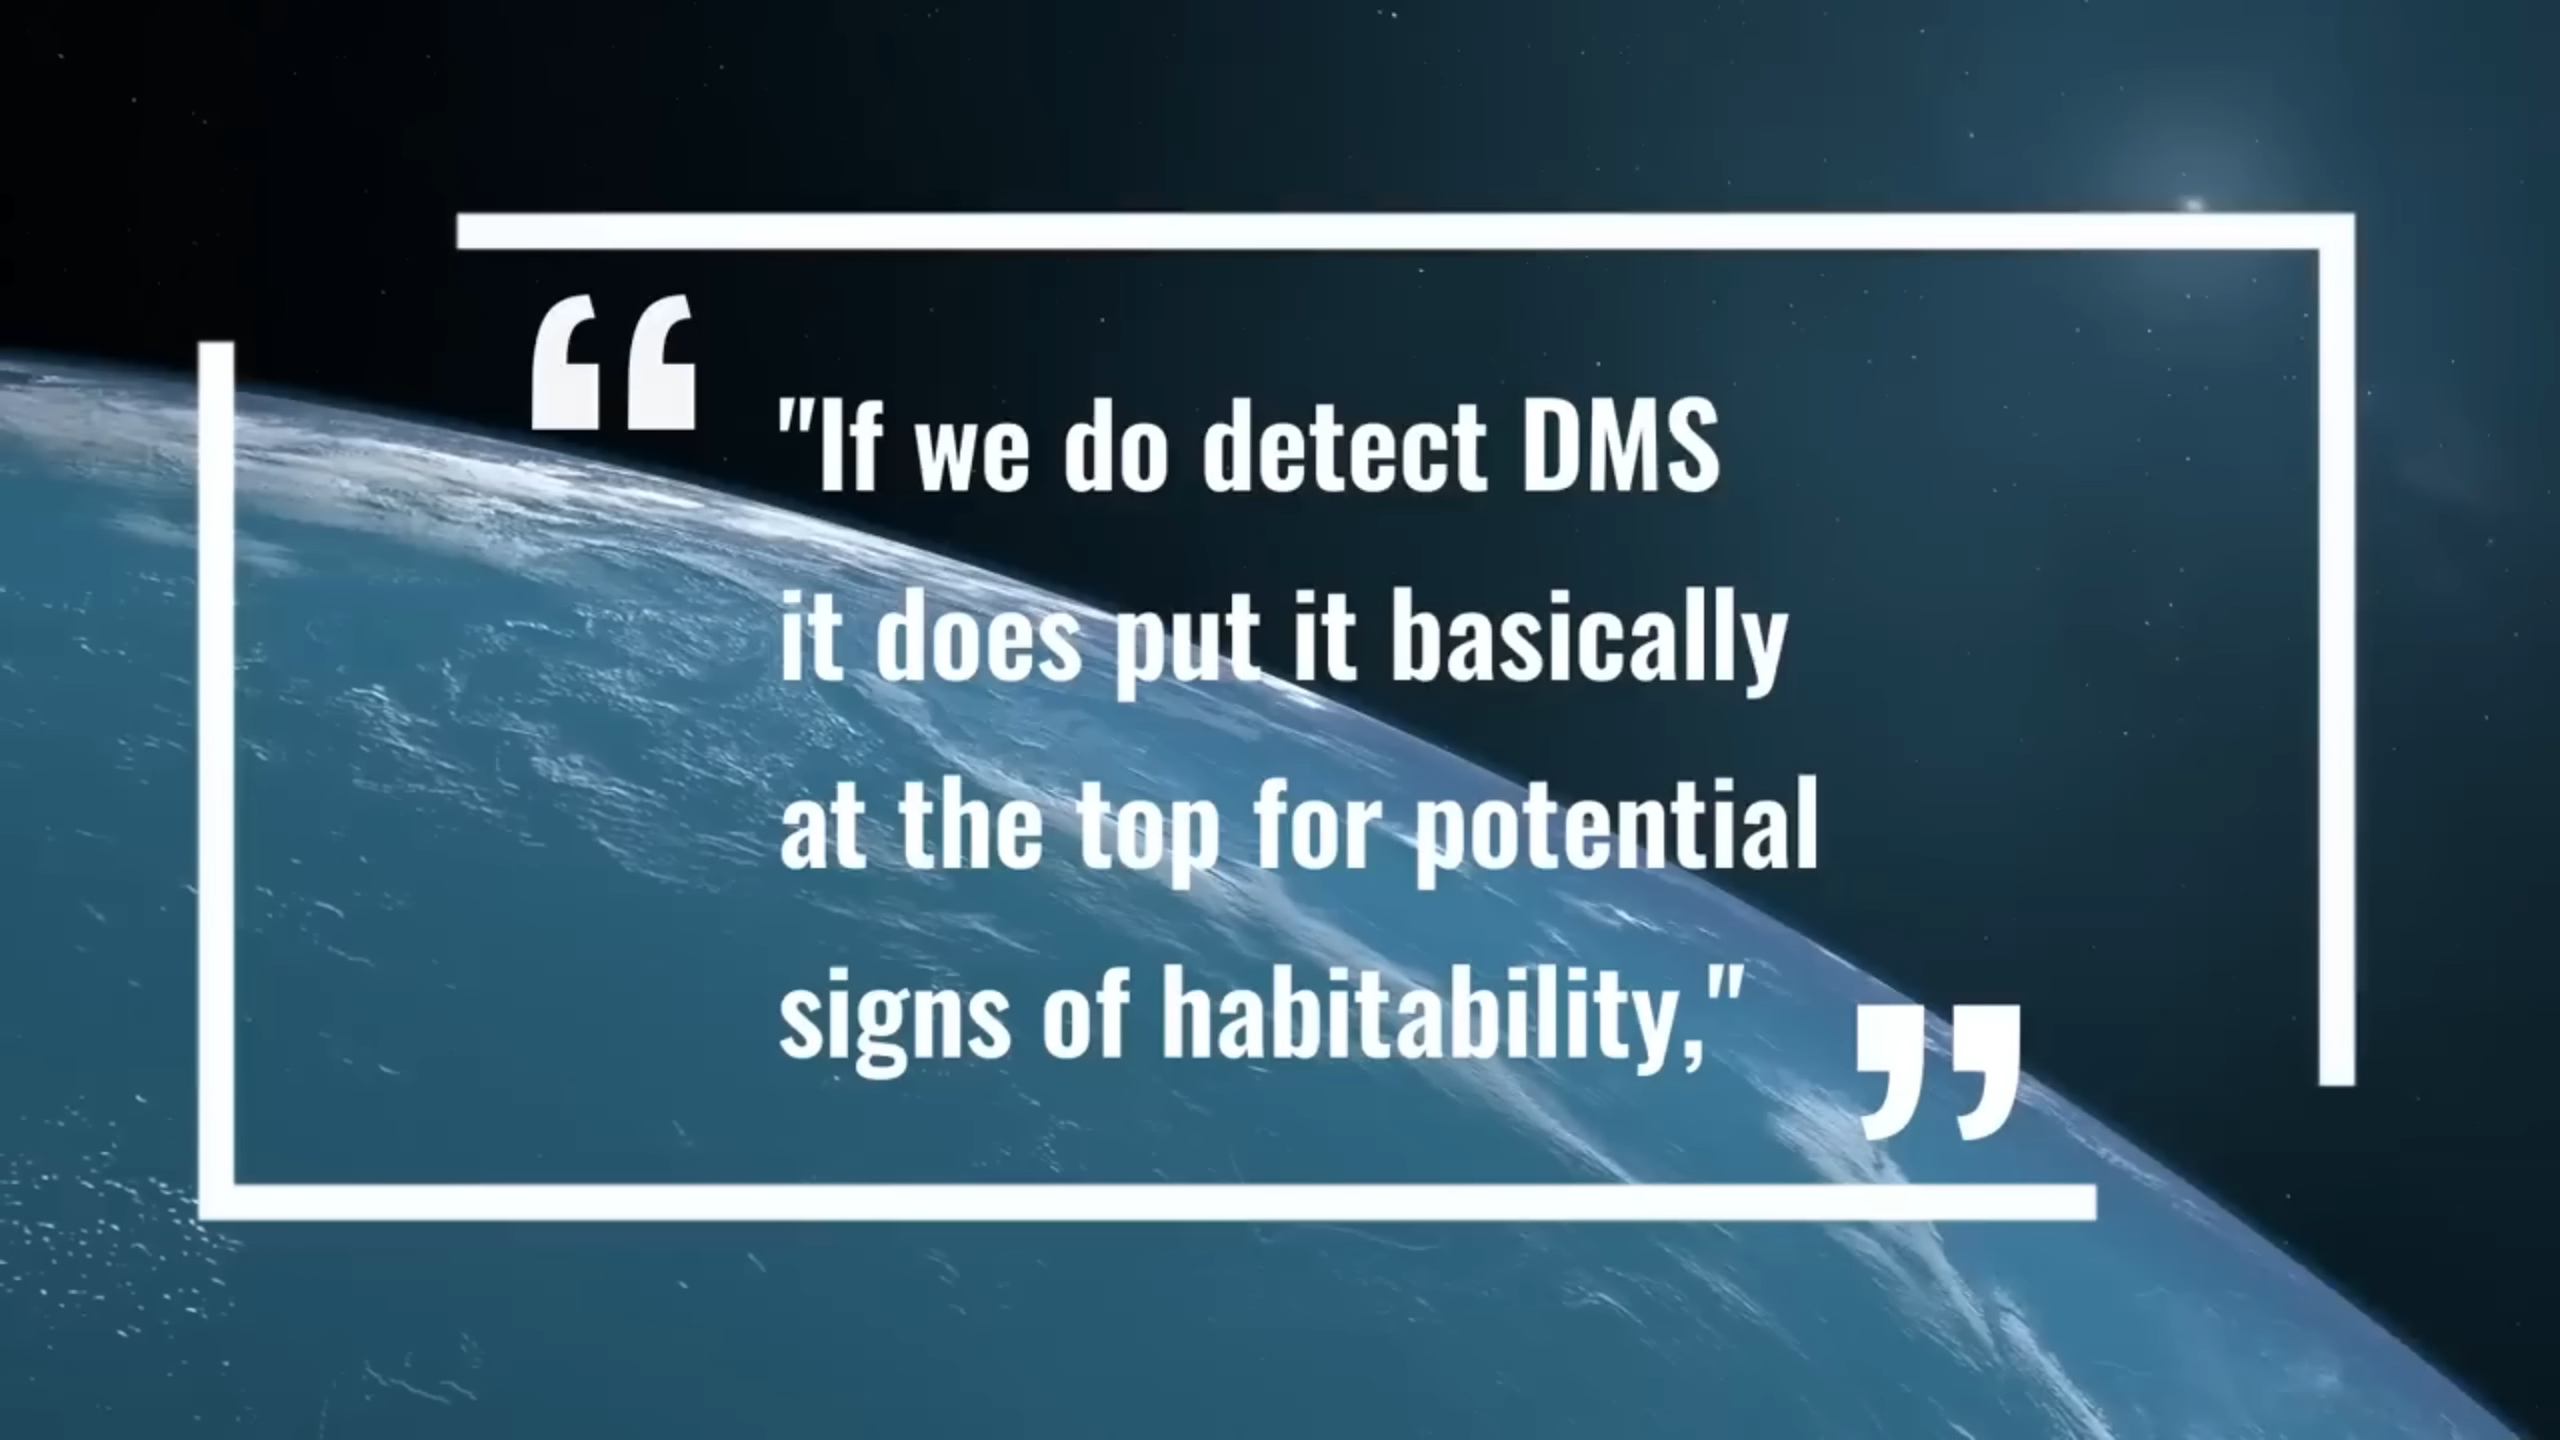 “
"If we do detect DMS
it does put it basically
at the top for potential
signs of habitability,"
”